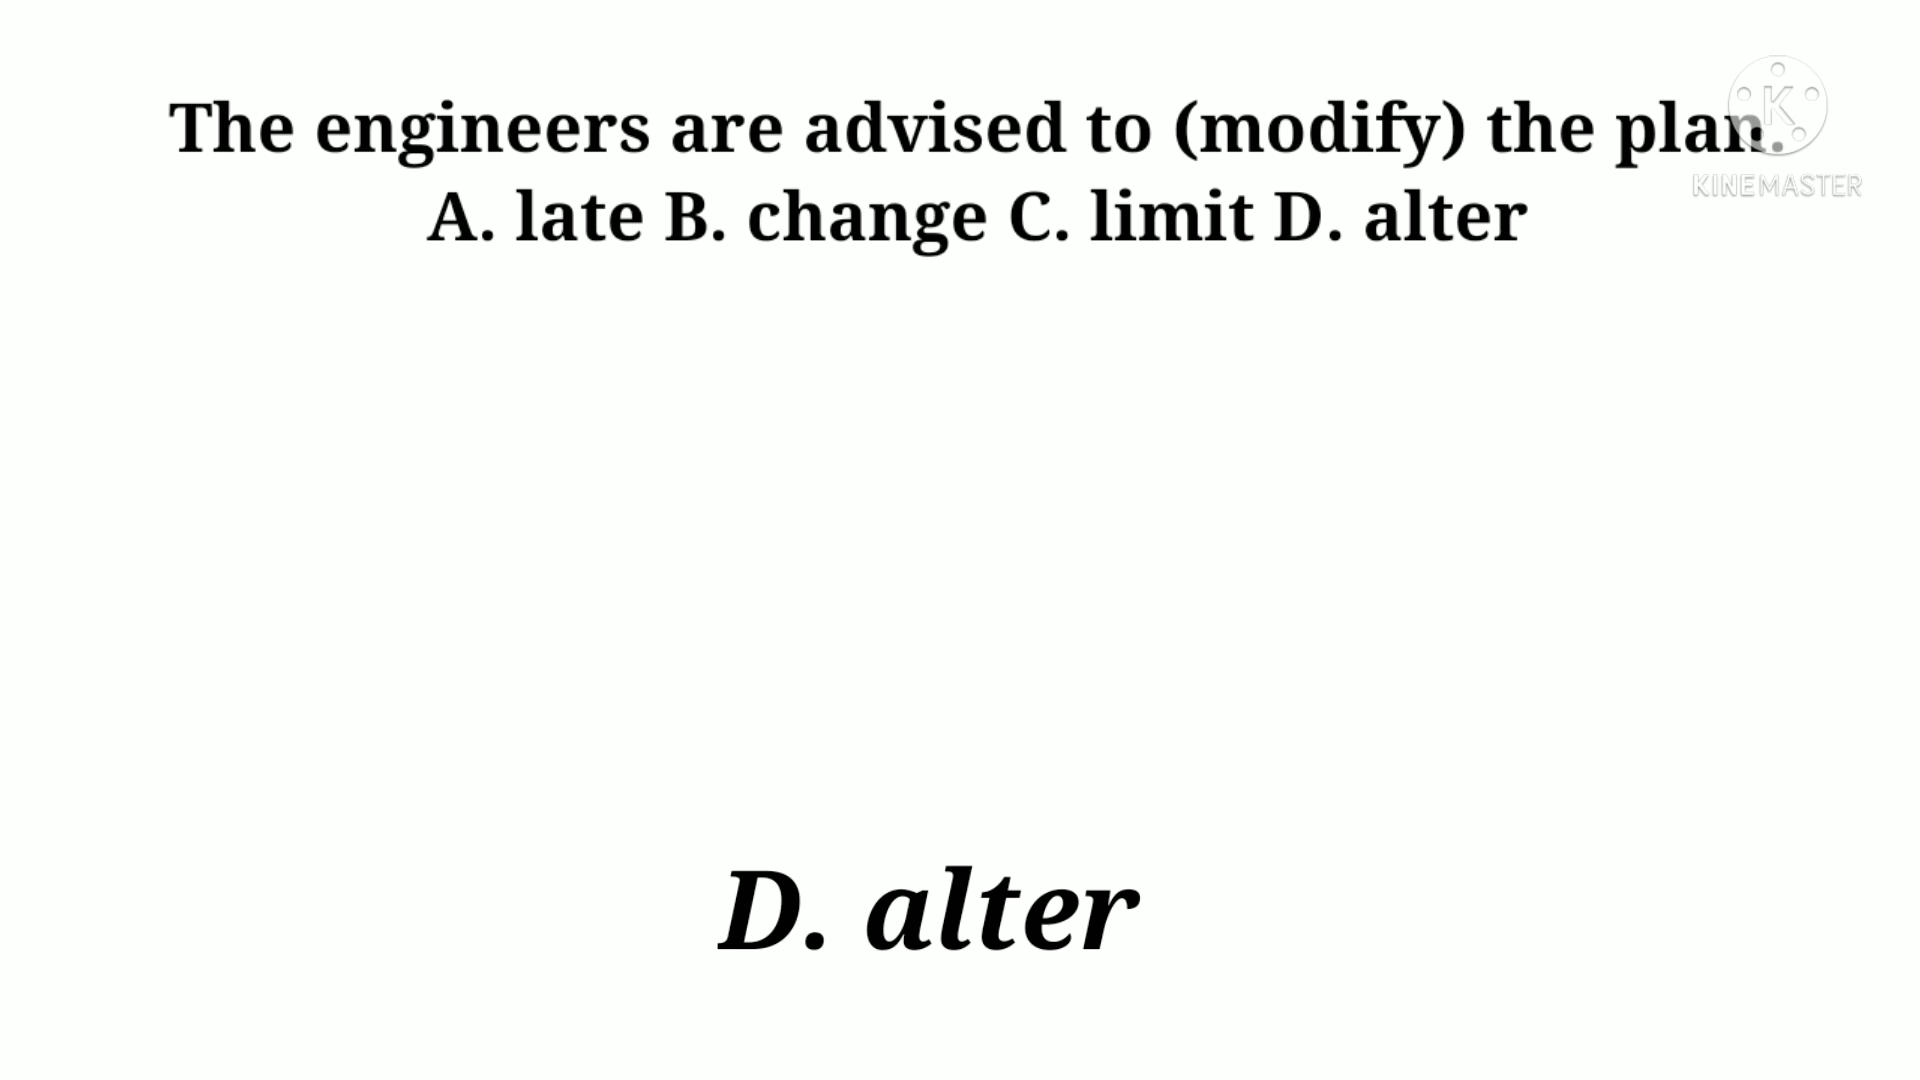 The engineers are advised to (modify) the plan.
A. late B. change C. limit D. alter
KINEMASTER
D. alter